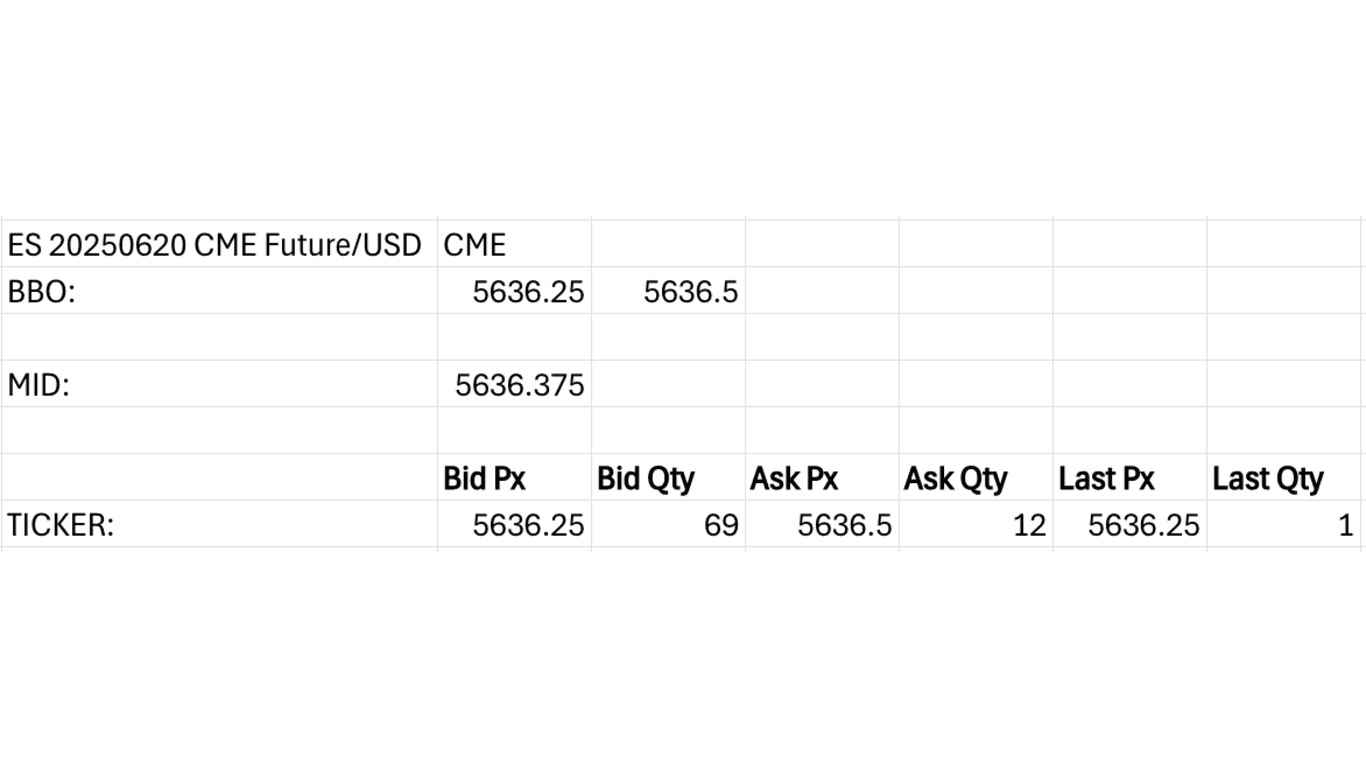 ES 20250620 CME Future/USD CME
BBO: 5636.25 5636.5
MID: 5636.375
Bid Px Bid Qty Ask Px Ask Qty Last Px Last Qty
TICKER: 5636.25 69 5636.5 12 5636.25 1